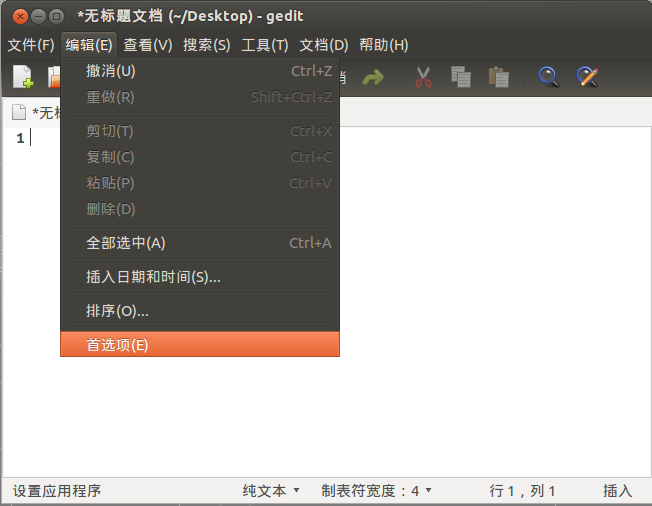 *无标题文档 (~/Desktop) - gedit
文件(F) 编辑(E) 查看(V) 搜索(S) 工具(T) 文档(D) 帮助(H)
撤消(U) Ctrl+Z
重做(R) Shift+Ctrl+Z
*无标
剪切(T) Ctrl+X
1
复制(C) Ctrl+C
粘贴(P) Ctrl+V
删除(D)
全部选中(A) Ctrl+A
插入日期和时间(S)...
排序(O)...
首选项(E)
设置应用程序 纯文本 制表符宽度：4 行 1，列 1 插入